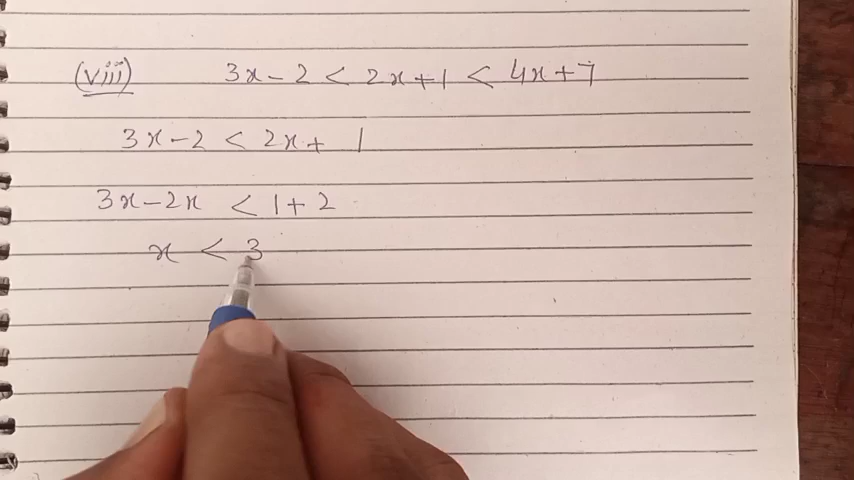 (viii) 3x-2 < 2x+1 < 4x+7
3x-2 < 2x+ 1
3x-2x < 1+2
x < 3